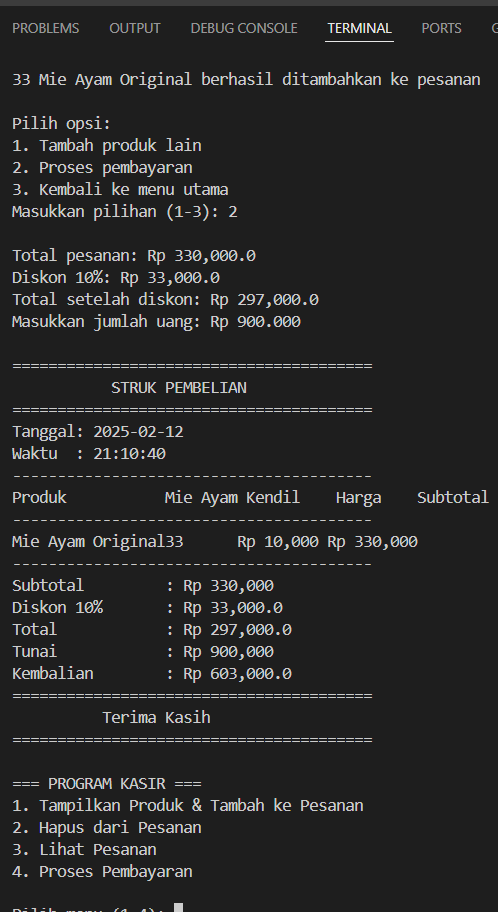 PROBLEMS OUTPUT DEBUG CONSOLE TERMINAL PORTS
33 Mie Ayam Original berhasil ditambahkan ke pesanan
Pilih opsi:
1. Tambah produk lain
2. Proses pembayaran
3. Kembali ke menu utama
Masukkan pilihan (1-3): 2
Total pesanan: Rp 330,000.0
Diskon 10%: Rp 33,000.0
Total setelah diskon: Rp 297,000.0
Masukkan jumlah uang: Rp 900.000
========================================
STRUK PEMBELIAN
========================================
Tanggal: 2025-02-12
Waktu  : 21:10:40
----------------------------------------
Produk           Mie Ayam Kendil    Harga    Subtotal
----------------------------------------
Mie Ayam Original33      Rp 10,000 Rp 330,000
----------------------------------------
Subtotal         : Rp 330,000
Diskon 10%       : Rp 33,000.0
Total            : Rp 297,000.0
Tunai            : Rp 900,000
Kembalian        : Rp 603,000.0
========================================
Terima Kasih
========================================
=== PROGRAM KASIR ===
1. Tampilkan Produk & Tambah ke Pesanan
2. Hapus dari Pesanan
3. Lihat Pesanan
4. Proses Pembayaran
Pilih menu (1-4):